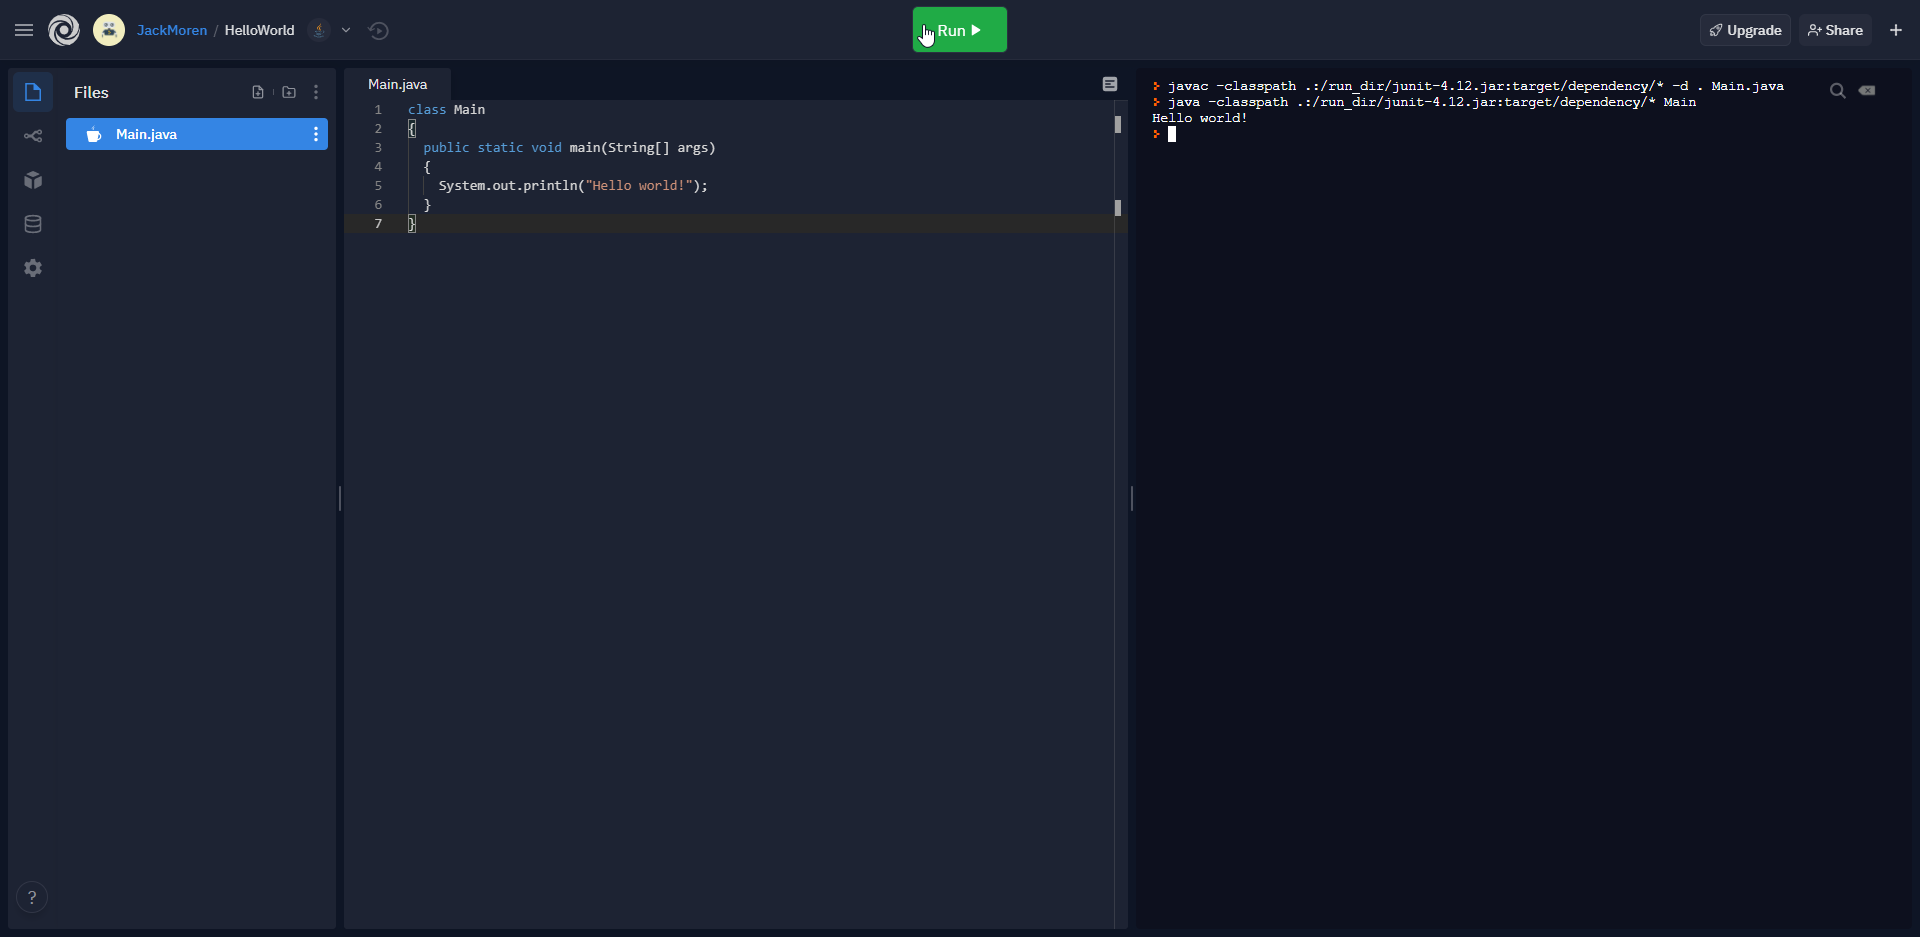 JackMoren / HelloWorld
Run
Upgrade
Share
Files
Main.java
Main.java
1 class Main
2 {
3 public static void main(String[] args)
4 {
5 System.out.println("Hello world!");
6 }
7 }
> javac -classpath .:/run_dir/junit-4.12.jar:target/dependency/* -d . Main.java
> java -classpath .:/run_dir/junit-4.12.jar:target/dependency/* Main
Hello world!
>
?